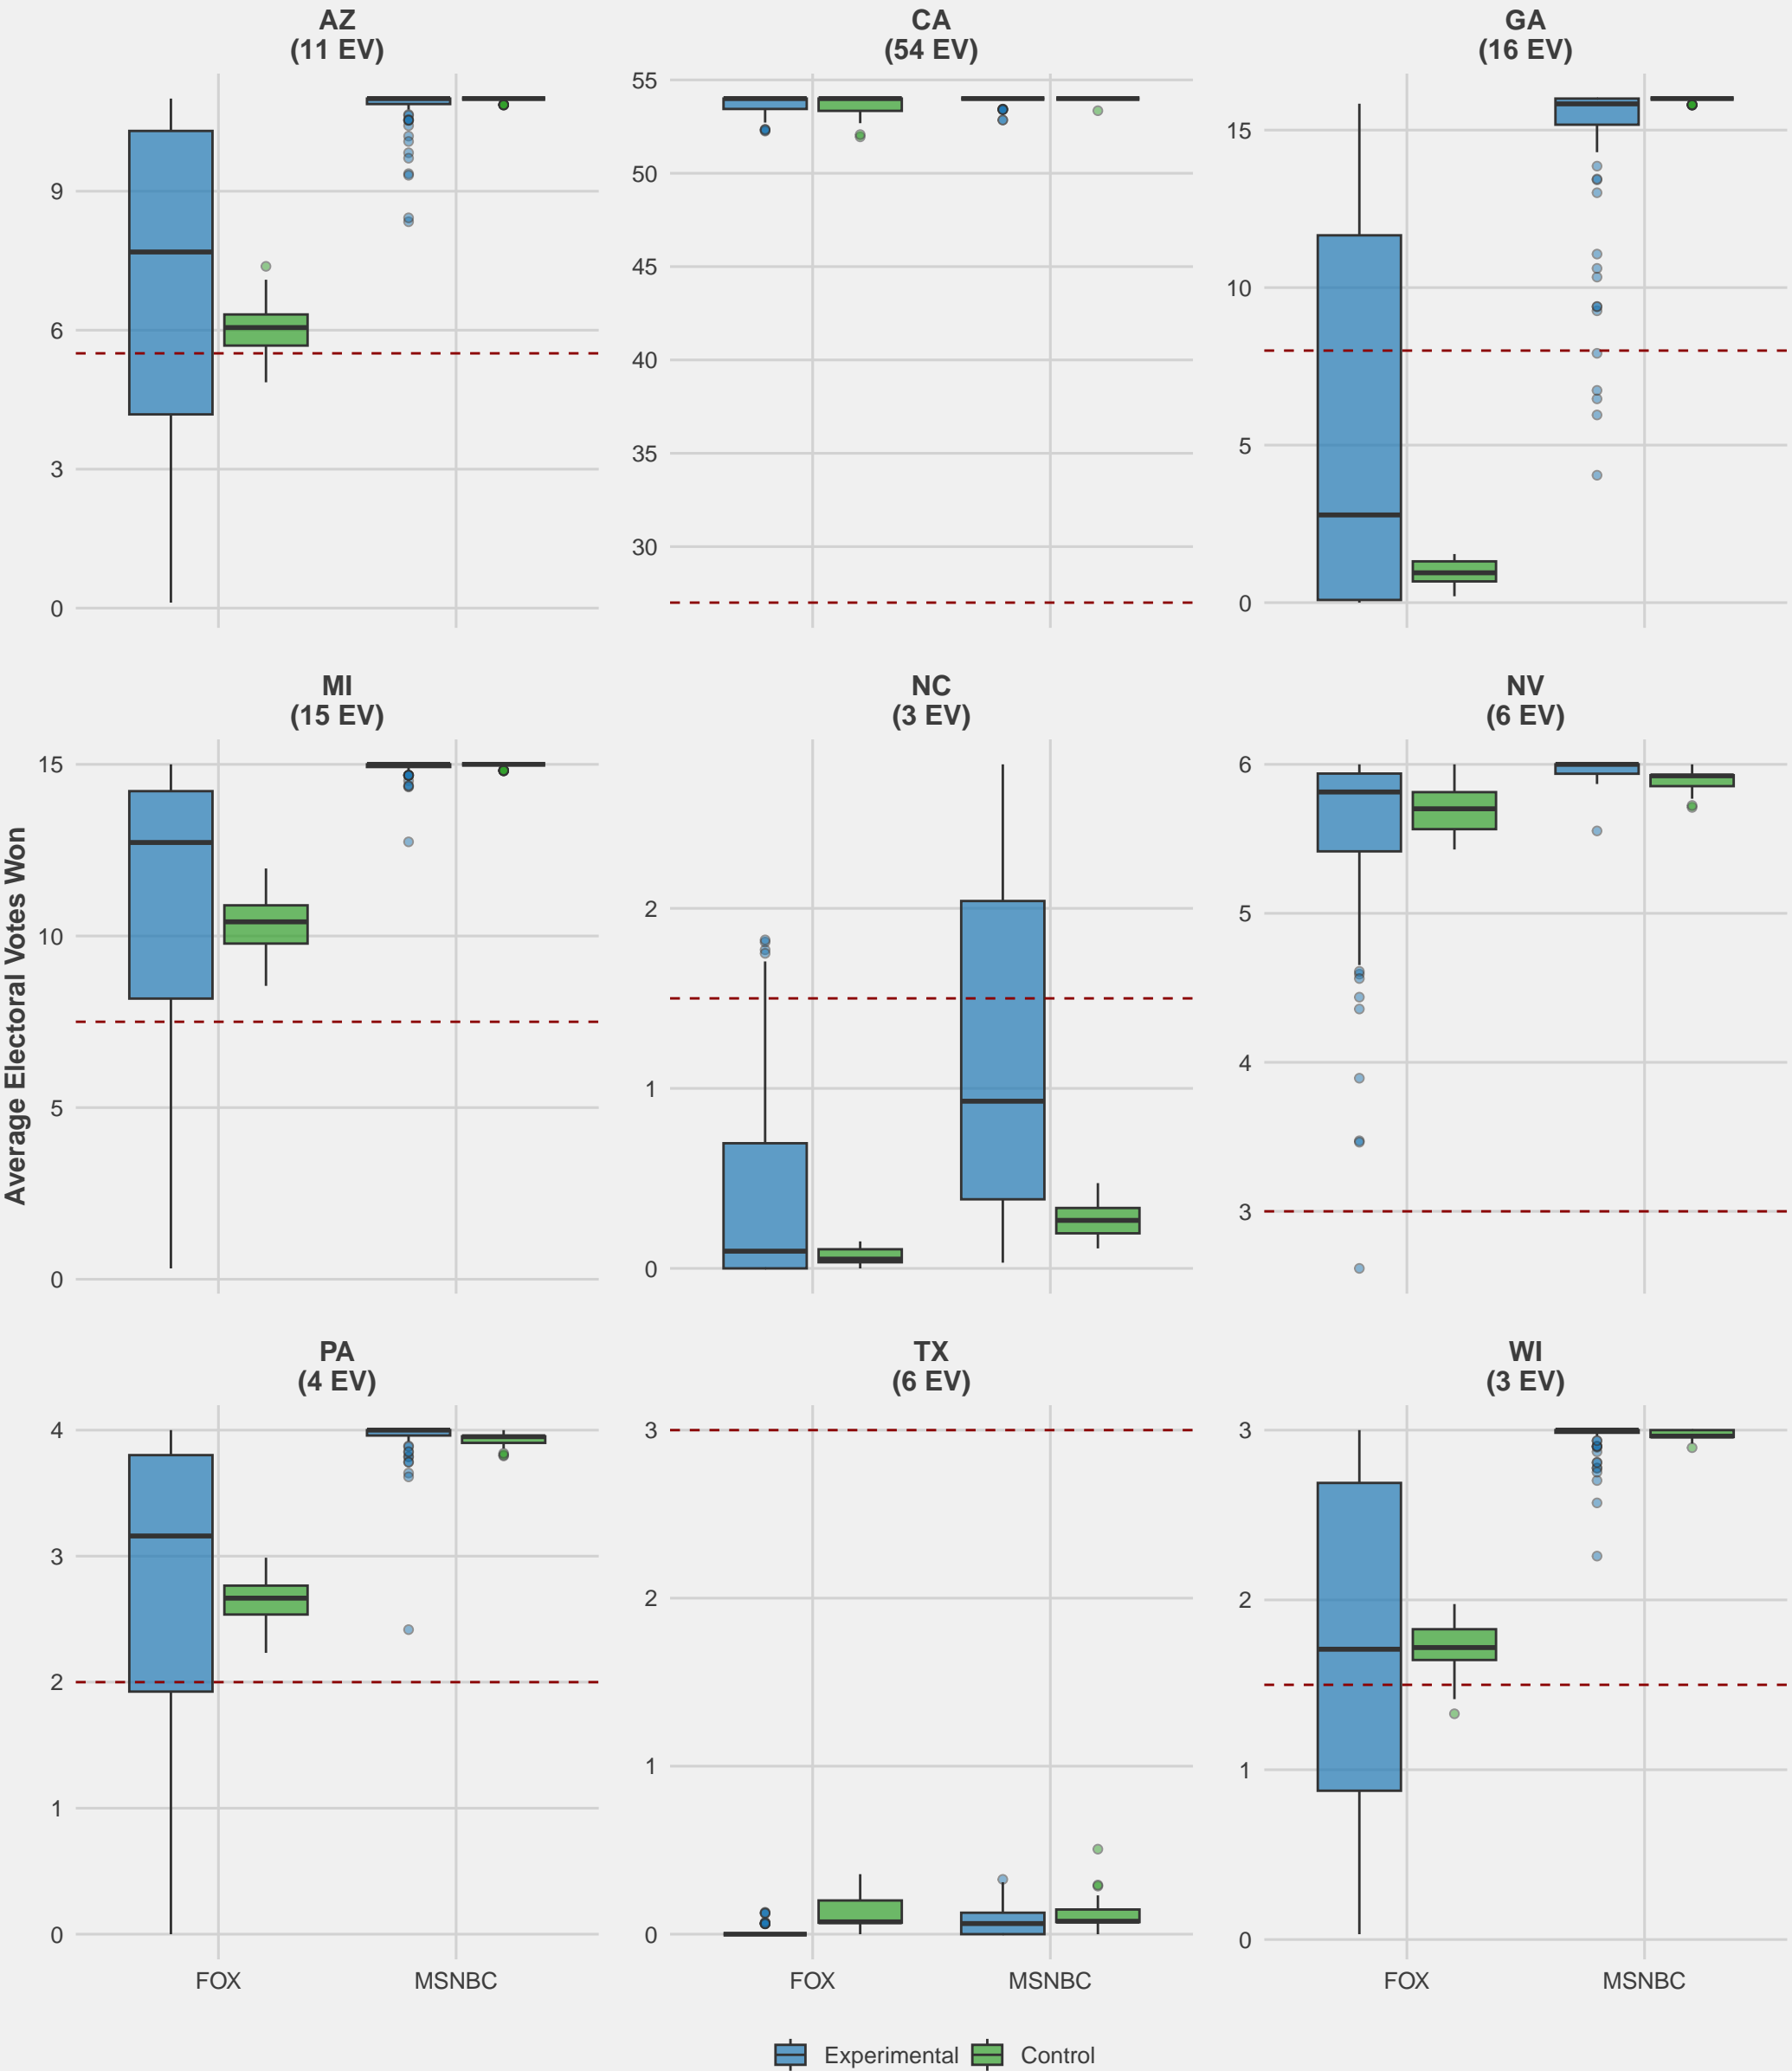 AZ
(11 EV)
CA
(54 EV)
GA
(16 EV)
9
6
3
0
55
50
45
40
35
30
15
10
5
0
MI
(15 EV)
NC
(3 EV)
NV
(6 EV)
Average Electoral Votes Won
15
10
5
0
2
1
0
6
5
4
3
PA
(4 EV)
TX
(6 EV)
WI
(3 EV)
4
3
2
1
0
3
2
1
0
3
2
1
0
FOX
MSNBC
FOX
MSNBC
FOX
MSNBC
Experimental
Control